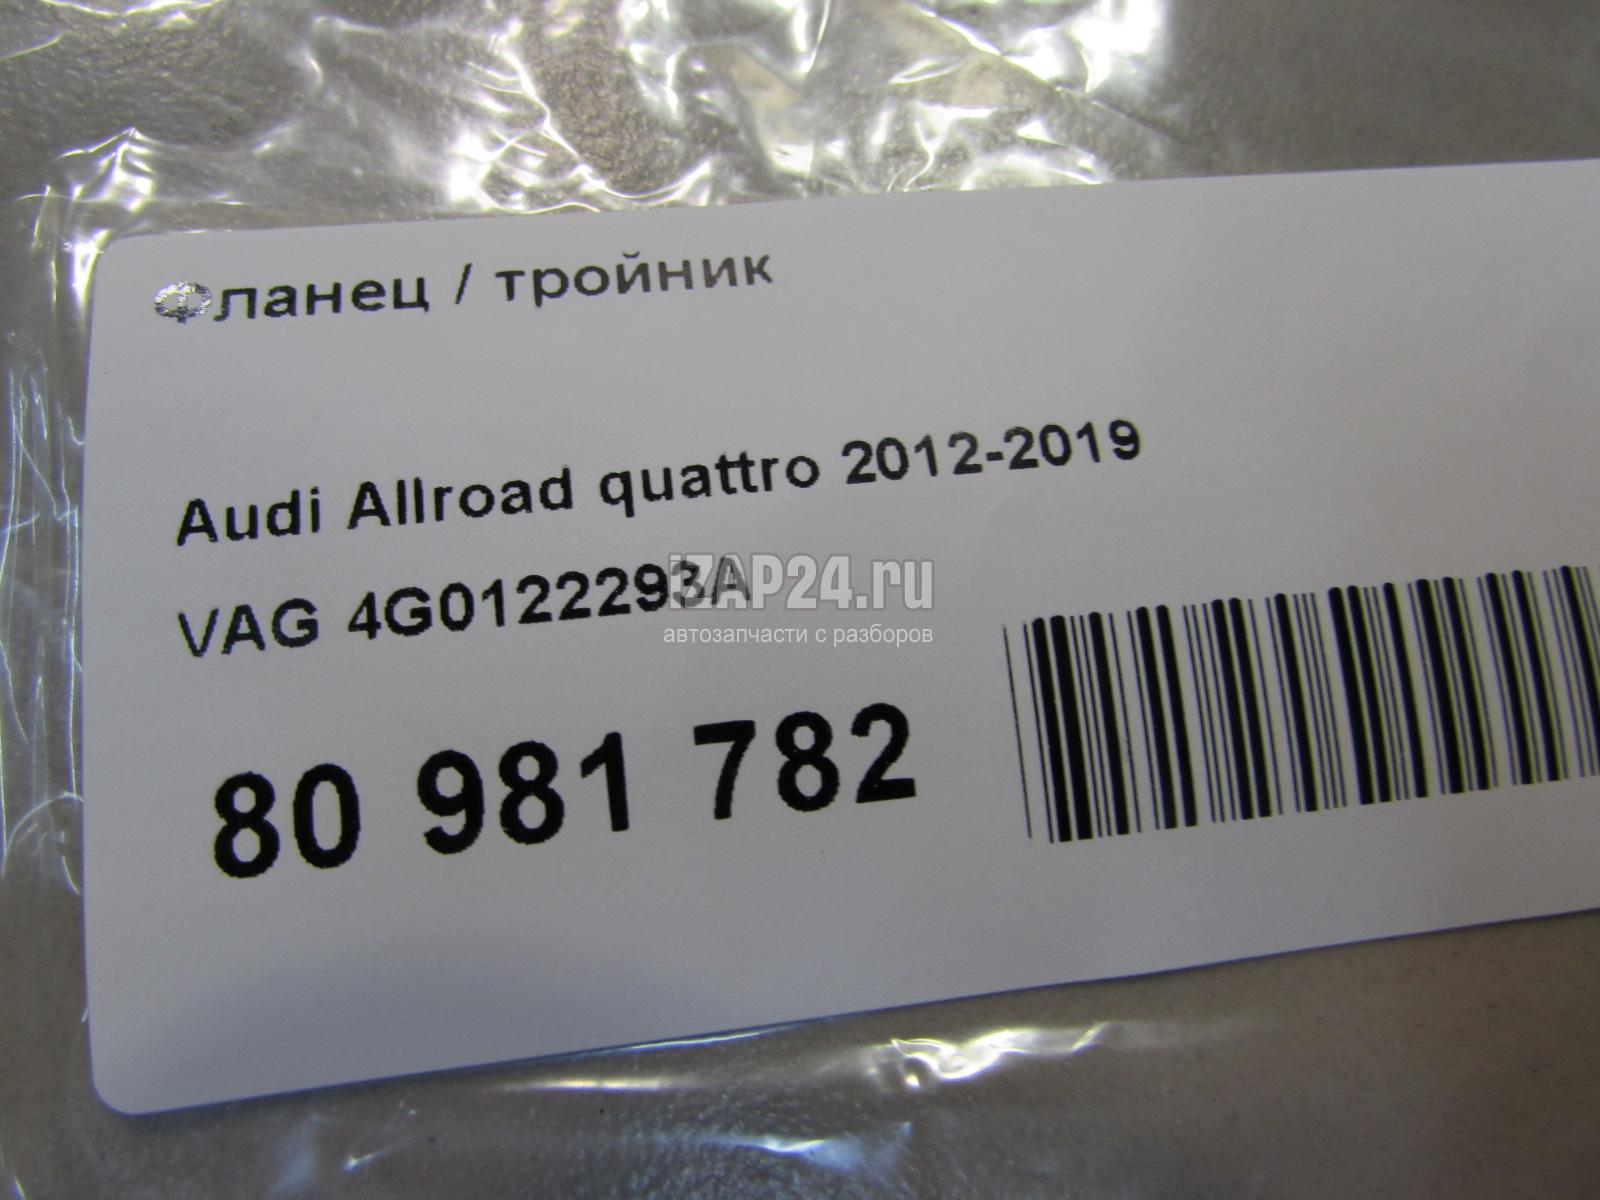 Фланец / тройник
Audi Allroad quattro 2012-2019
VAG 4G0122293A
iZAP24.ru
автозапчасти с разборов
80 981 782